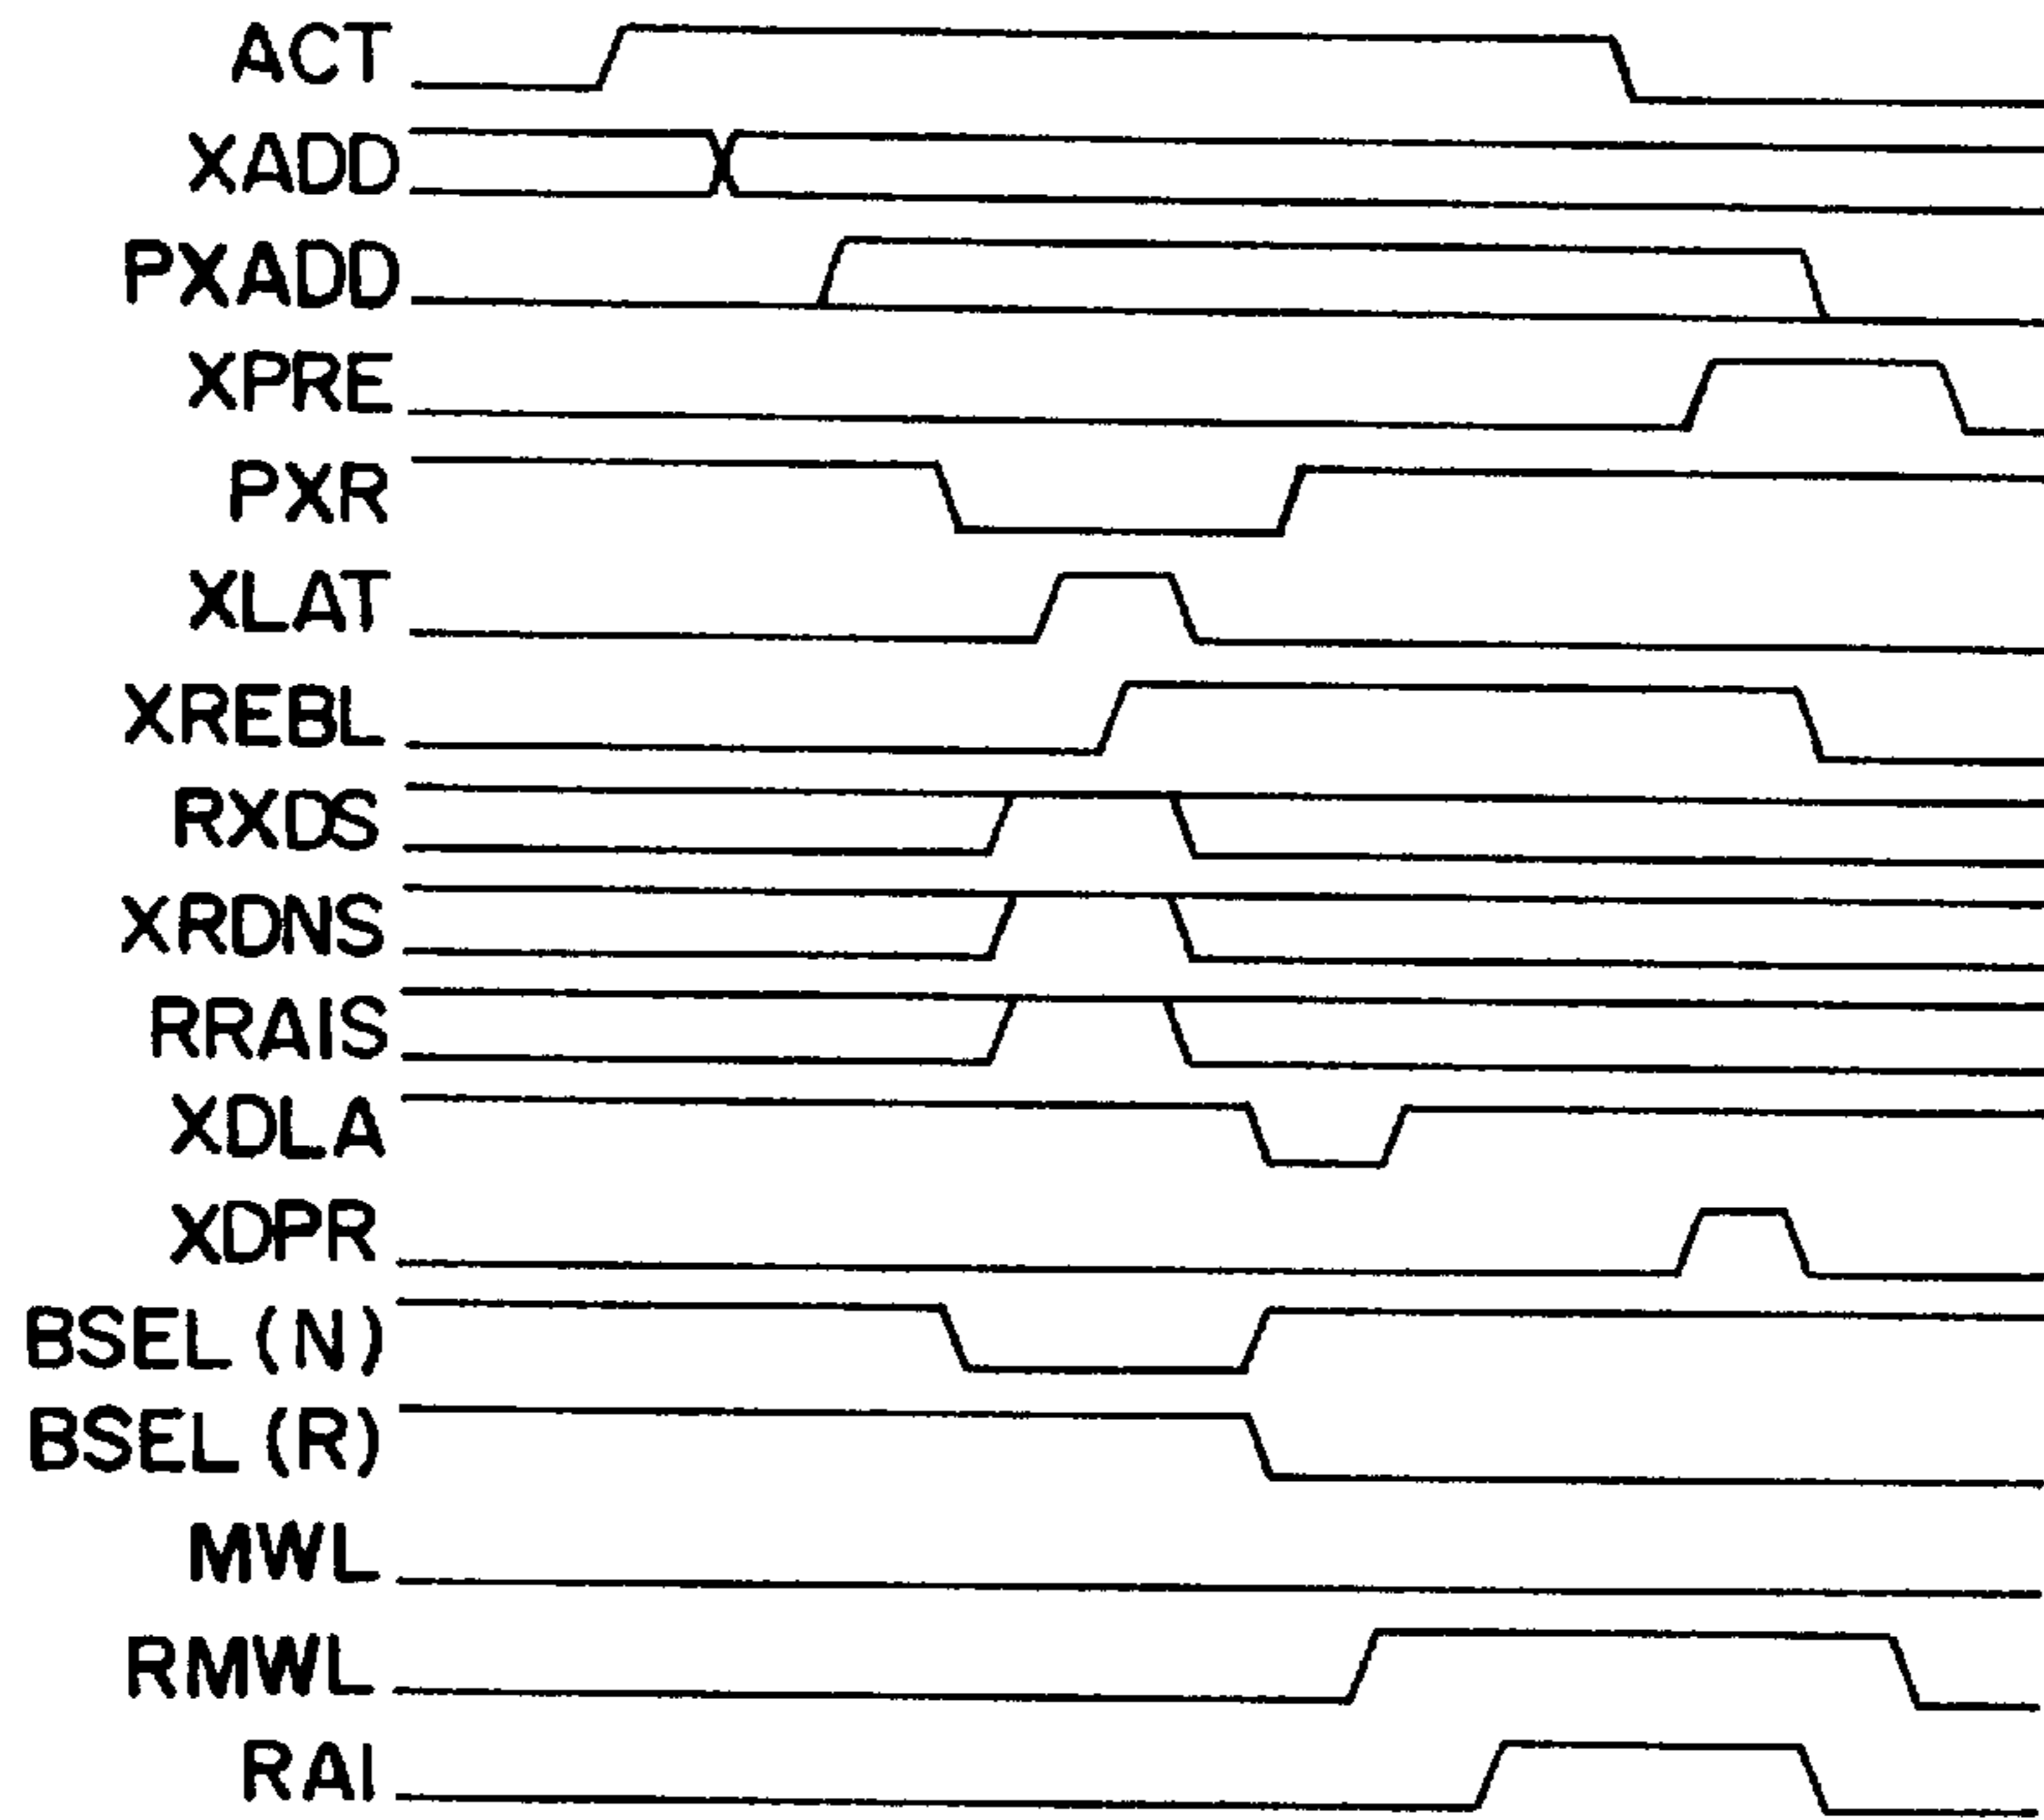 ACT
XADD
PXADD
XPRE
PXR
XLAT
XREBL
RXDS
XRDNS
RRAIS
XDLA
XDPR
BSEL (N)
BSEL (R)
MWL
RMWL
RAI